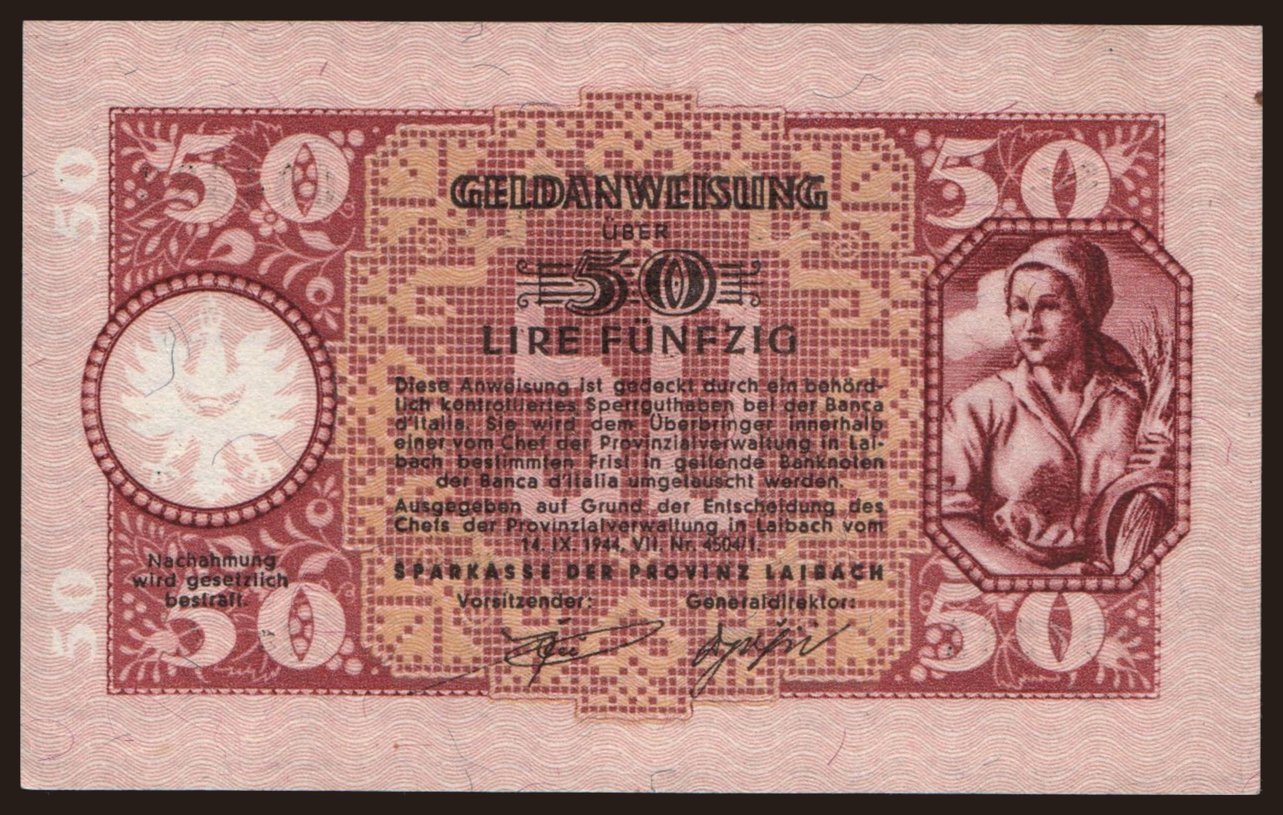 50 50
50
GELDANWEISUNG
ÜBER
50
LIRE FÜNFZIG
Diese Anweisung ist gedeckt durch ein behörd-
lich kontrolliertes Sperrguthaben bei der Banca
d'Italia. Sie wird dem Überbringer innerhalb
einer vom Chef der Provinzialverwaltung in Lai-
bach bestimmten Frist in geltende Banknoten
der Banca d'Italia umgetauscht werden.
Ausgegeben auf Grund der Entscheidung des
Chefs der Provinzialverwaltung in Laibach vom
14. IX. 1944, VII. Nr. 4504/1.
SPARKASSE DER PROVINZ LAIBACH
Vorsitzender: Generaldirektor:
Nachahmung
wird gesetzlich
bestraft.
50
50 50